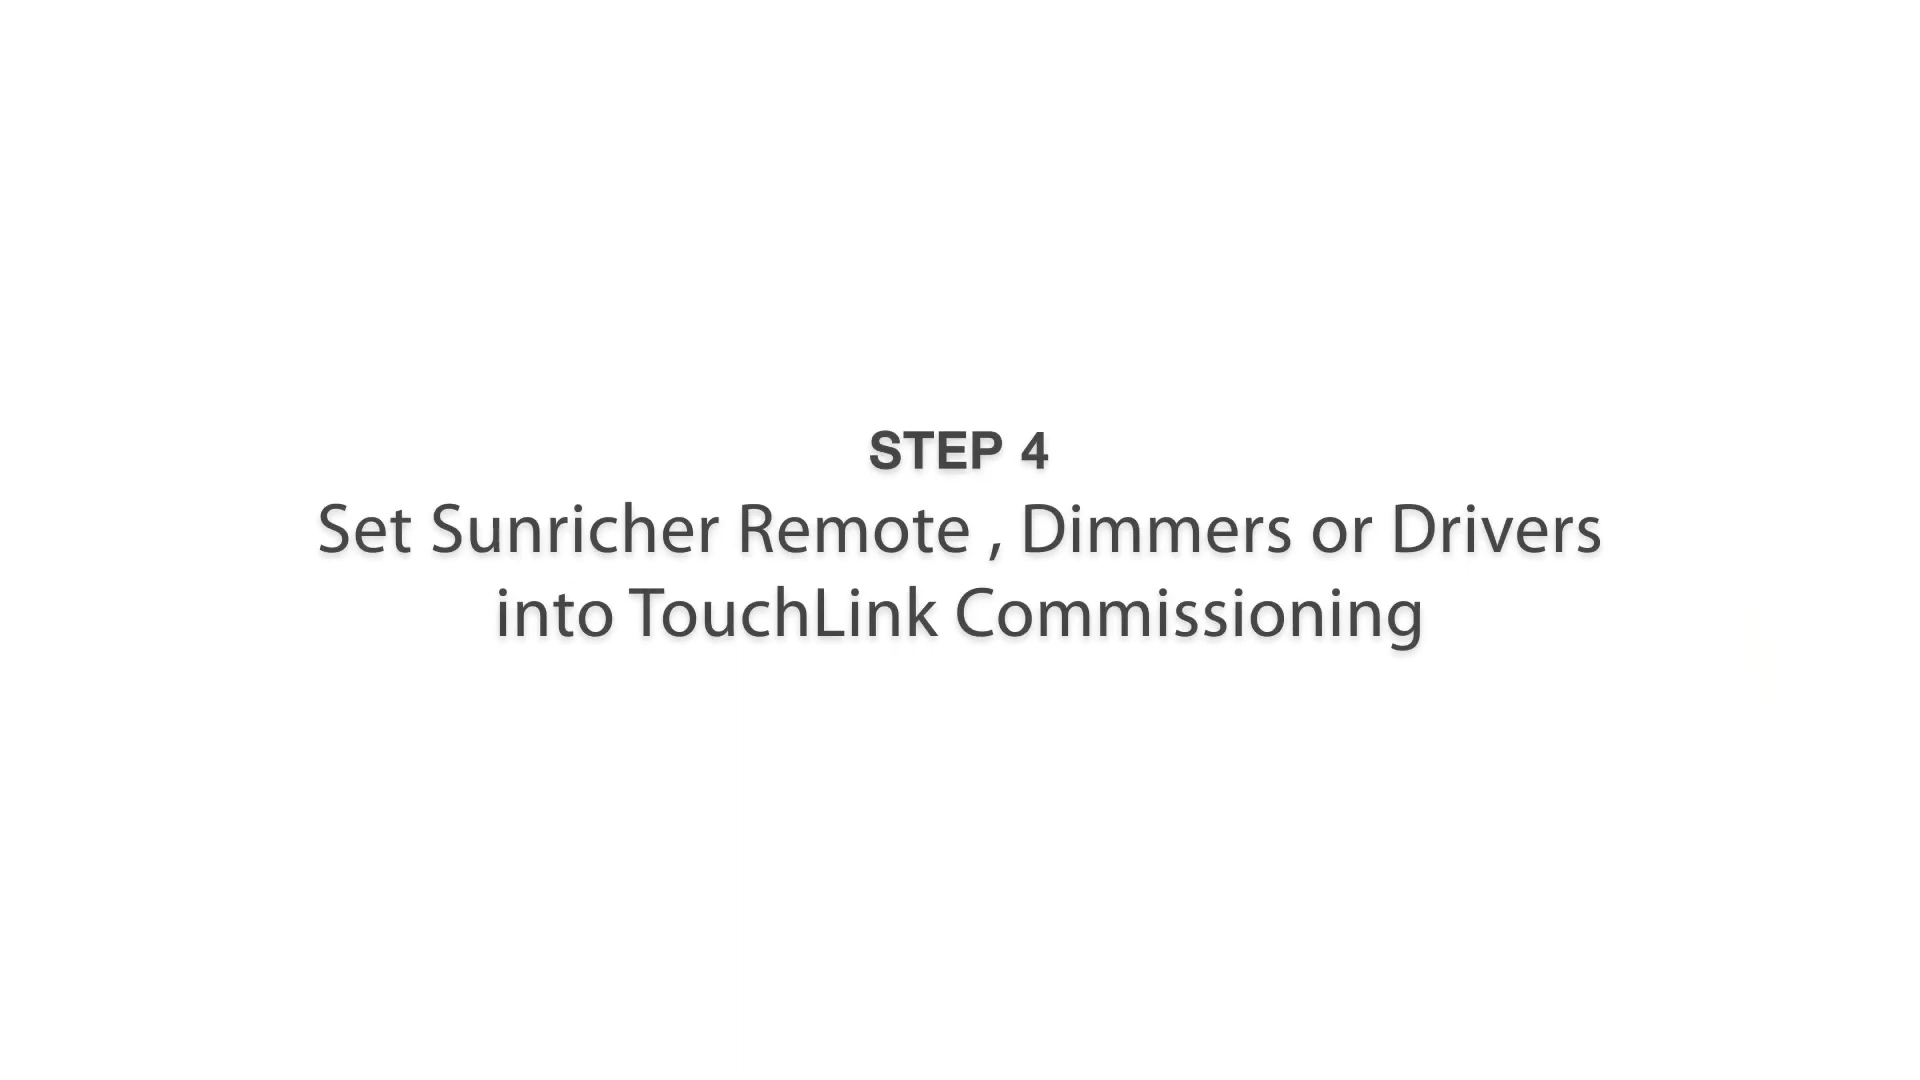 STEP 4
Set Sunricher Remote , Dimmers or Drivers
into TouchLink Commissioning